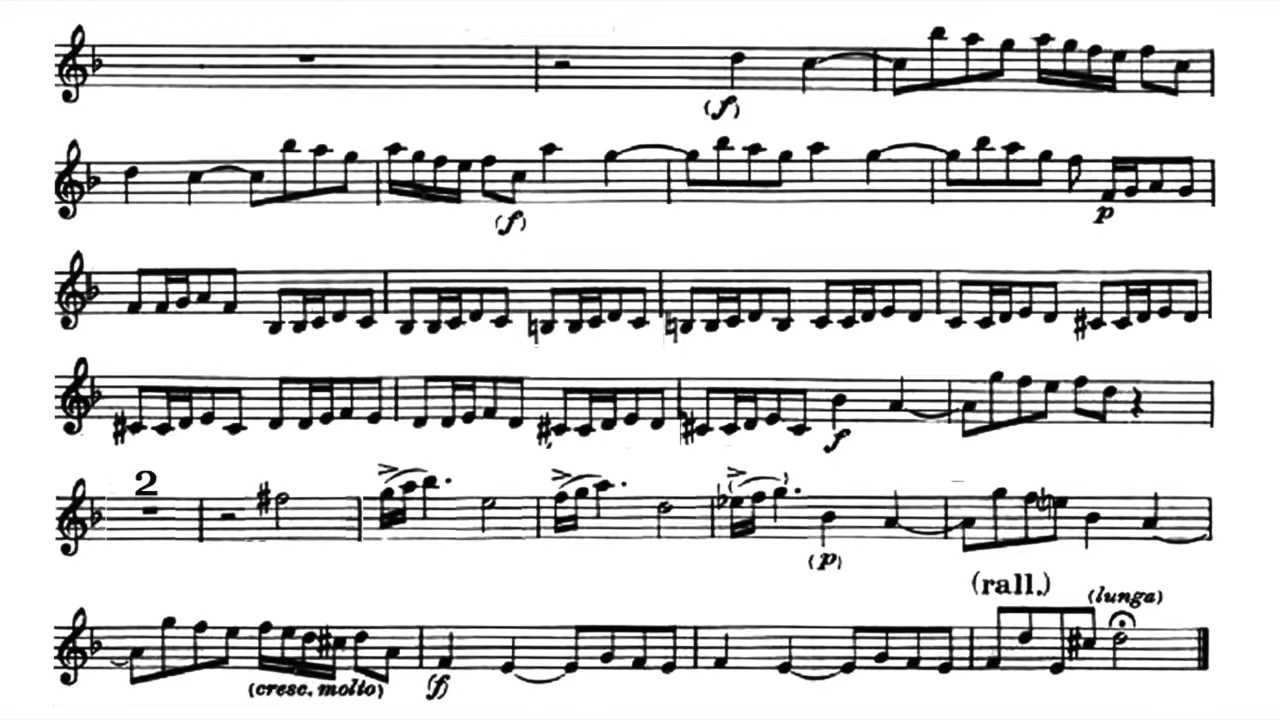 (f)
(f)
p
f
2
(p)
(rall.)
(lunga)
(cresc. molto)
(f)